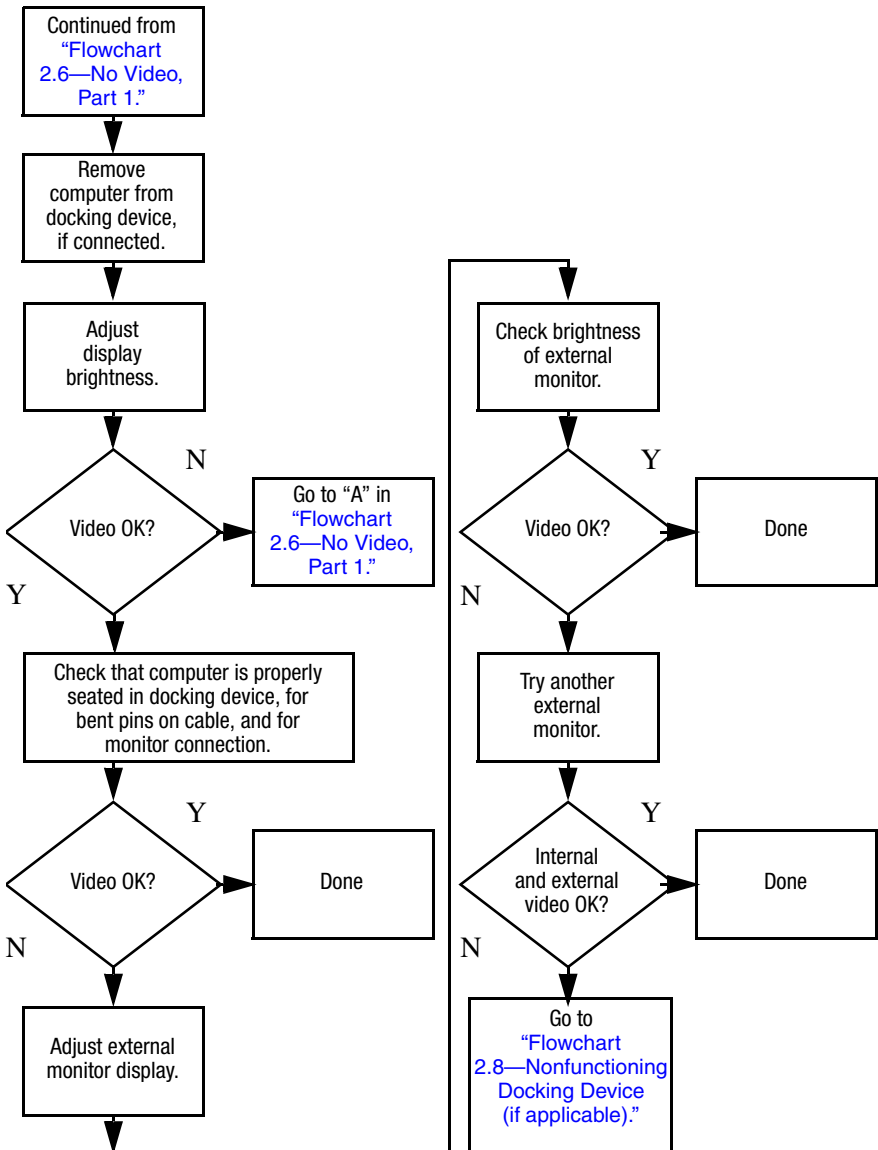 Continued from
“Flowchart
2.6—No Video,
Part 1.”
Remove
computer from
docking device,
if connected.
Adjust
display
brightness.
N
Video OK?
Go to “A” in
“Flowchart
2.6—No Video,
Part 1.”
Y
Check that computer is properly
seated in docking device, for
bent pins on cable, and for
monitor connection.
Y
Video OK?
Done
N
Adjust external
monitor display.
Check brightness
of external
monitor.
Y
Video OK?
Done
N
Try another
external
monitor.
Y
Internal
and external
video OK?
Done
N
Go to
“Flowchart
2.8—Nonfunctioning
Docking Device
(if applicable).”